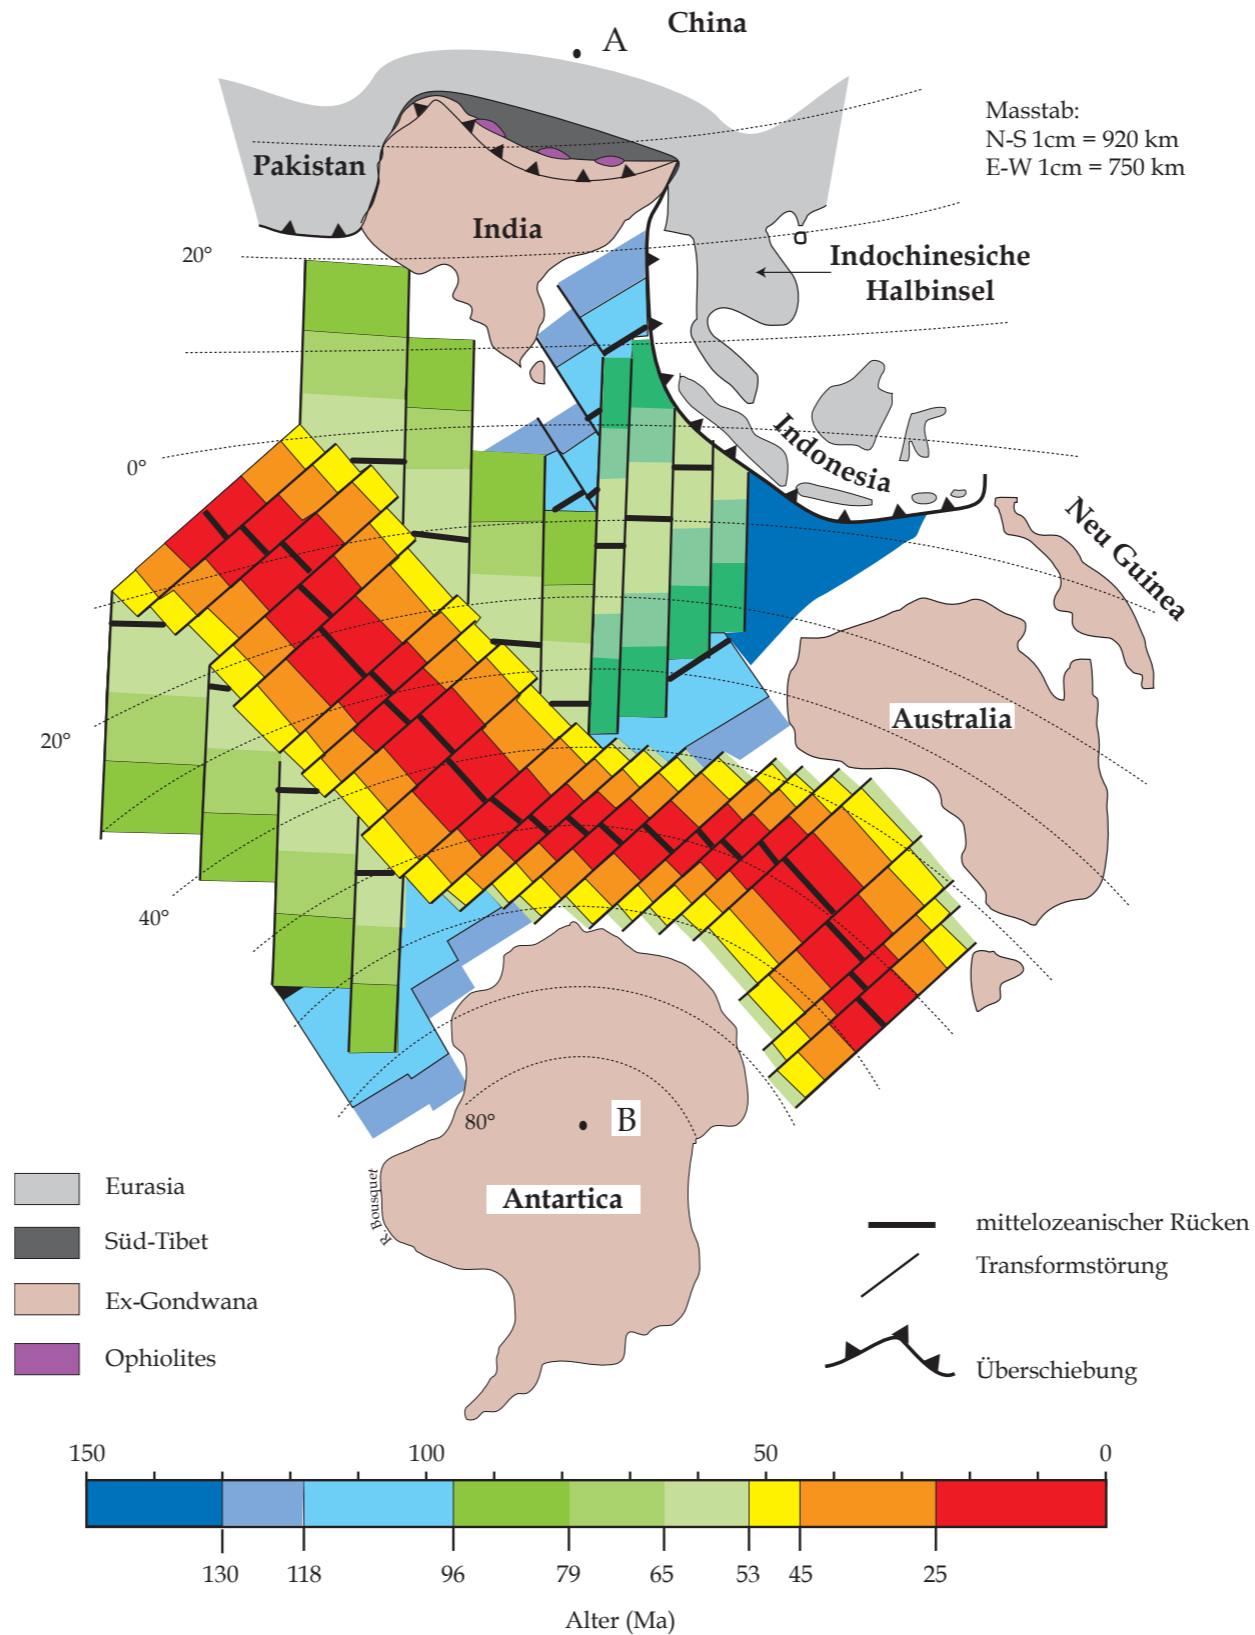 China
A
Masstab:
N-S 1cm = 920 km
E-W 1cm = 750 km
Pakistan
India
20°
Indochinesiche
Halbinsel
0°
Indonesia
Neu Guinea
Australia
20°
40°
80°
B
Antartica
R. Bousquet
Eurasia
Süd-Tibet
Ex-Gondwana
Ophiolites
mittelozeanischer Rücken
Transformstörung
Überschiebung
150 100 50 0
130 118 96 79 65 53 45 25
Alter (Ma)